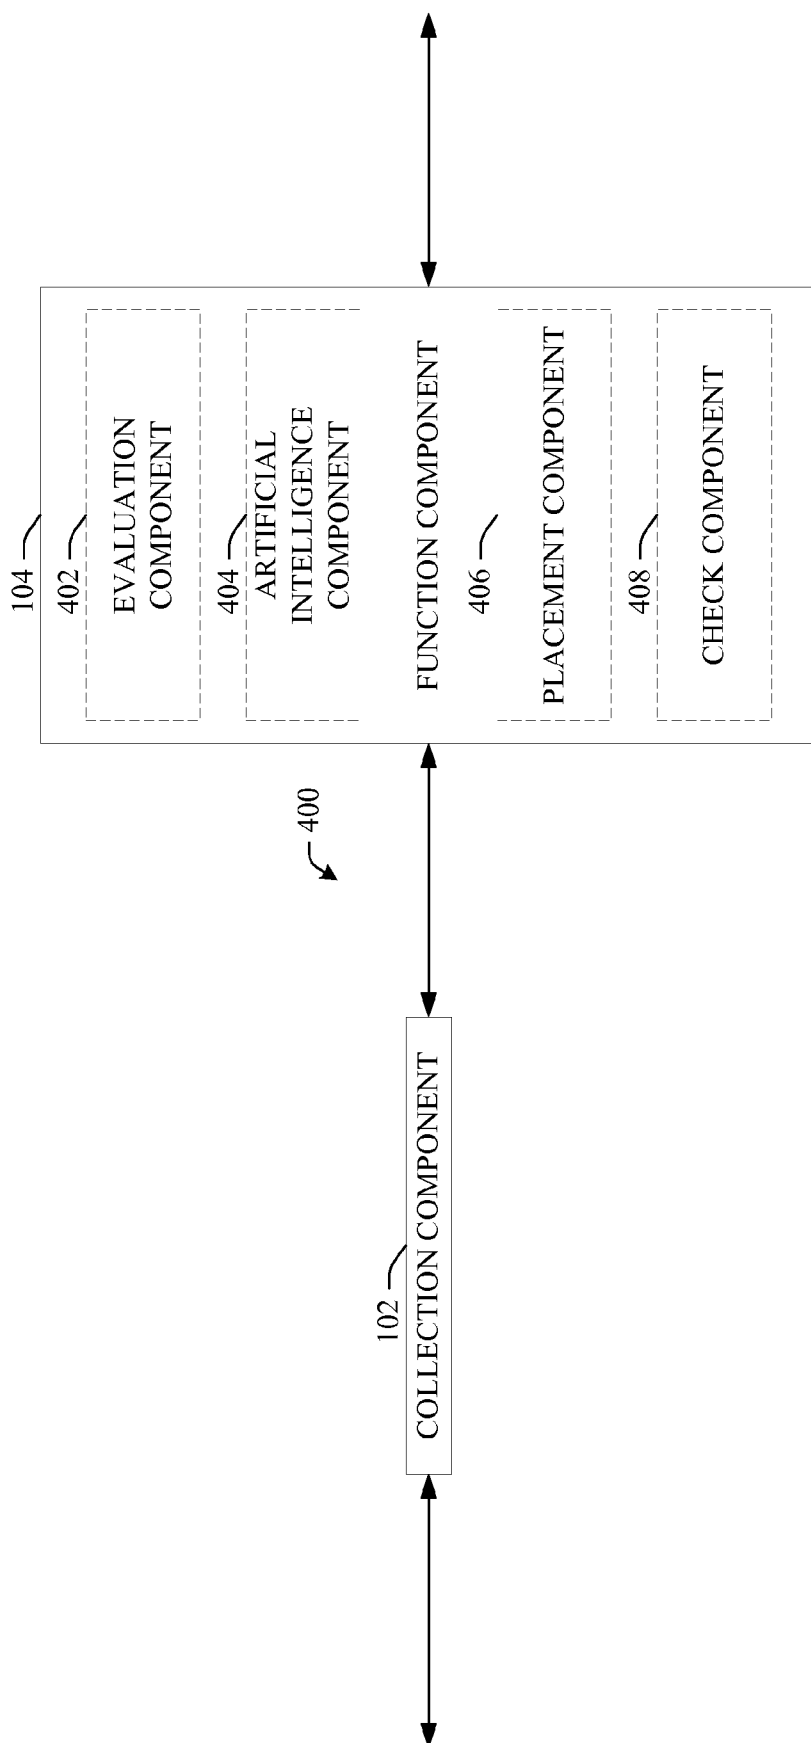 400
102
COLLECTION COMPONENT
104
402
EVALUATION
COMPONENT
404
ARTIFICIAL
INTELLIGENCE
COMPONENT
FUNCTION COMPONENT
406
PLACEMENT COMPONENT
408
CHECK COMPONENT